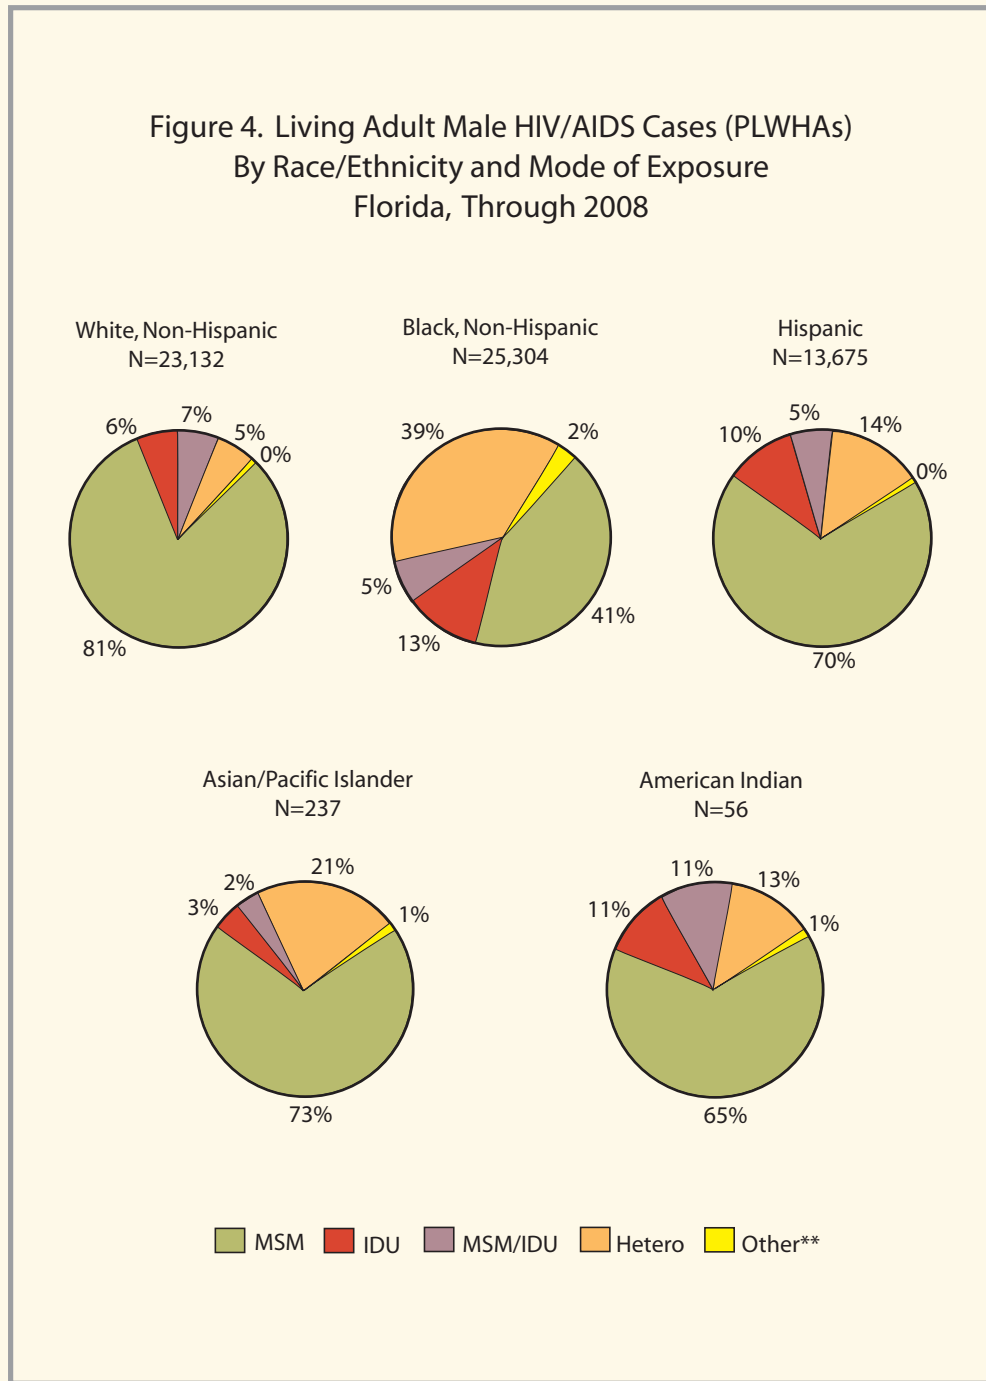 Figure 4. Living Adult Male HIV/AIDS Cases (PLWHAs)
By Race/Ethnicity and Mode of Exposure
Florida, Through 2008
White, Non-Hispanic
N=23,132
6%
7%
5%
0%
81%
Black, Non-Hispanic
N=25,304
39%
2%
5%
13%
41%
Hispanic
N=13,675
10%
5%
14%
0%
70%
Asian/Pacific Islander
N=237
3%
2%
21%
1%
73%
American Indian
N=56
11%
11%
13%
1%
65%
MSM
IDU
MSM/IDU
Hetero
Other**